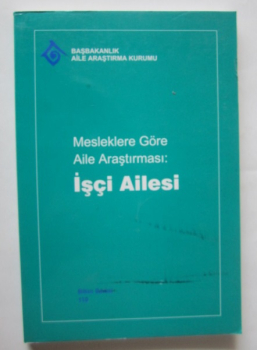 BAŞBAKANLIK
AİLE ARAŞTIRMA KURUMU
Mesleklere Göre
Aile Araştırması:
İşçi Ailesi